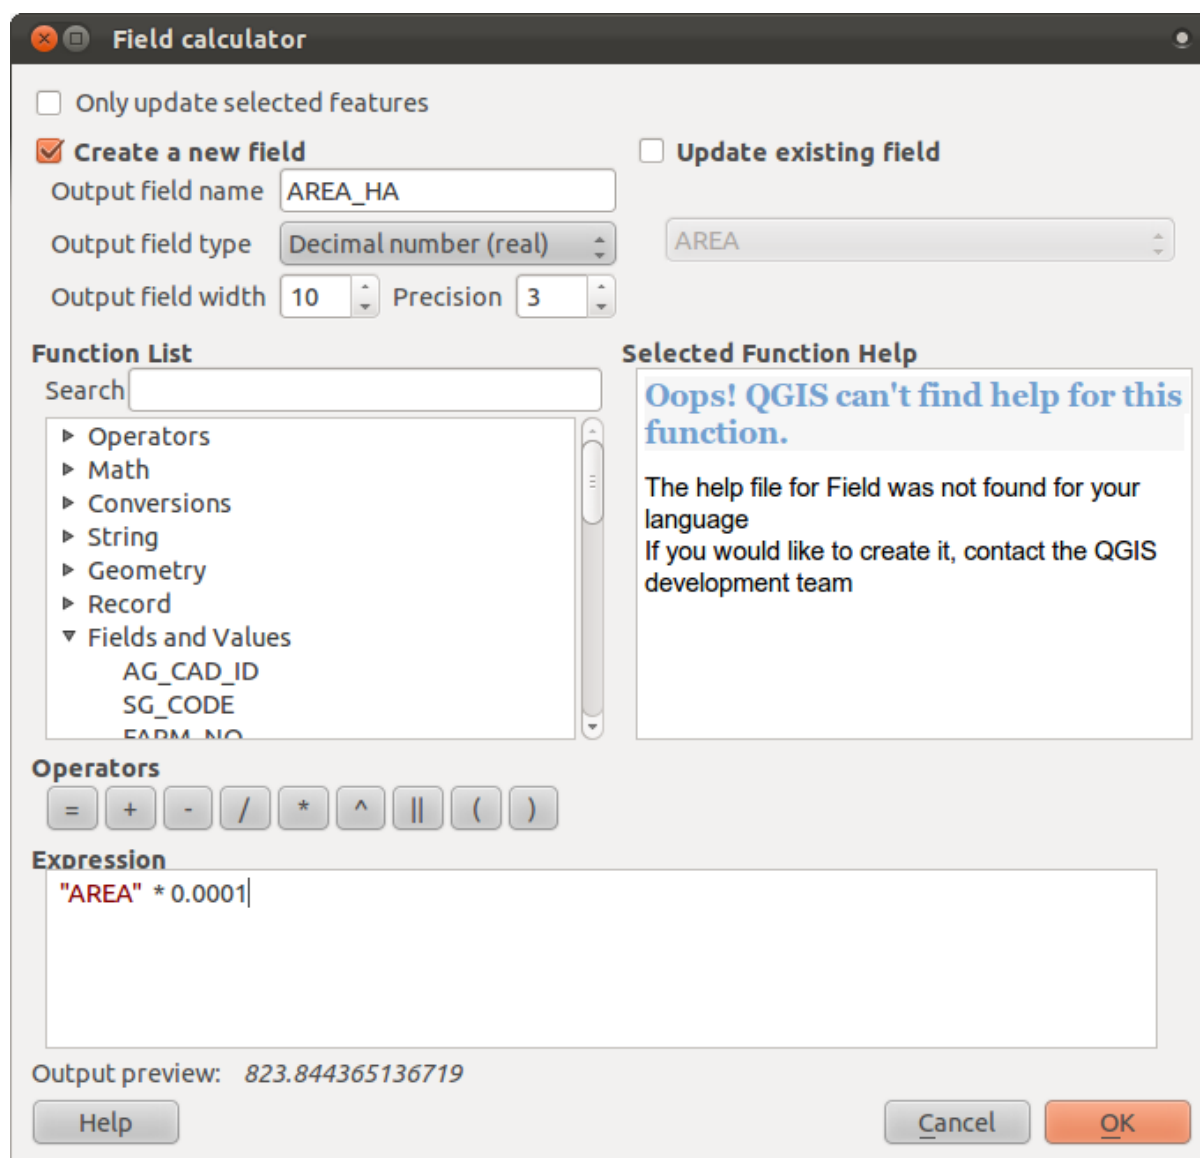 Field calculator
Only update selected features
Create a new field
Update existing field
Output field name AREA_HA
Output field type Decimal number (real)
AREA
Output field width 10 Precision 3
Function List
Selected Function Help
Search
Operators
Math
Conversions
String
Geometry
Record
Fields and Values
AG_CAD_ID
SG_CODE
FARM_NO
Oops! QGIS can't find help for this
function.
The help file for Field was not found for your
language
If you would like to create it, contact the QGIS
development team
Operators
= + - / * ^ || ( )
Expression
"AREA" * 0.0001
Output preview: 823.844365136719
Help
Cancel
OK